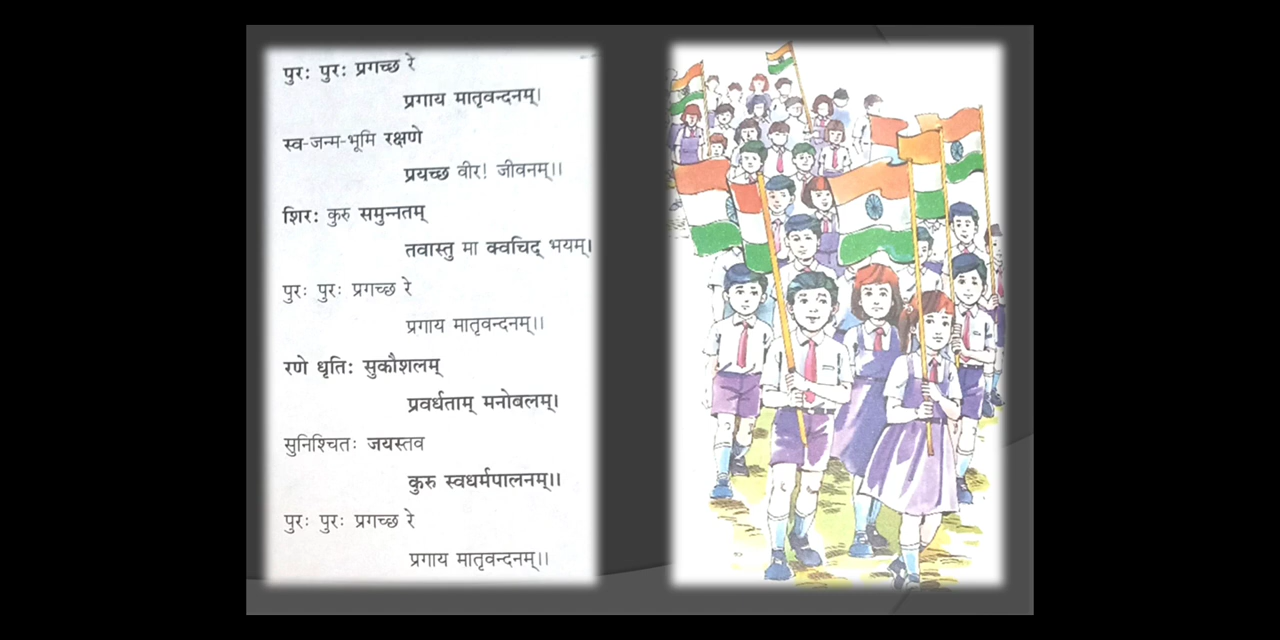 पुरः पुरः प्रगच्छ रे
प्रगाय मातृवन्दनम्।
स्व-जन्म-भूमि रक्षणे
प्रयच्छ वीर! जीवनम्।।
शिरः कुरु समुन्नतम्
तवास्तु मा क्वचिद् भयम्।
पुरः पुरः प्रगच्छ रे
प्रगाय मातृवन्दनम्।।
रणे धृतिः सुकौशलम्
प्रवर्धताम् मनोबलम्।
सुनिश्चितः जयस्तव
कुरु स्वधर्मपालनम्।।
पुरः पुरः प्रगच्छ रे
प्रगाय मातृवन्दनम्।।